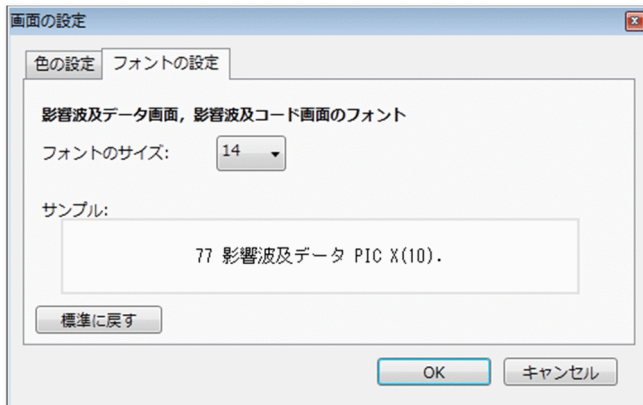 画面の設定
色の設定 フォントの設定
影響波及データ画面，影響波及コード画面のフォント
フォントのサイズ: 14
サンプル:
77 影響波及データ PIC X(10).
標準に戻す
OK キャンセル